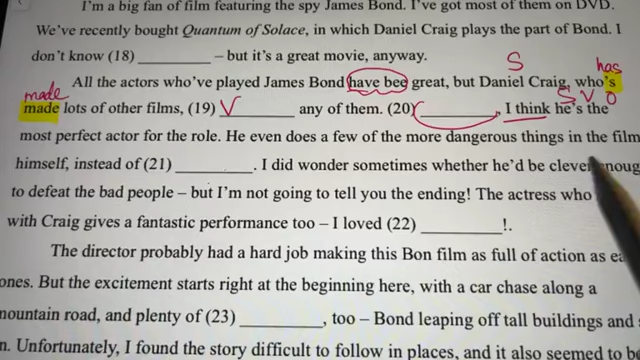 I'm a big fan of film featuring the spy James Bond. I've got most of them on DVD.
We've recently bought Quantum of Solace, in which Daniel Craig plays the part of Bond. I
don't know (18) __________ – but it's a great movie, anyway.
S has
All the actors who've played James Bond have bee great, but Daniel Craig, who's
made S V O
made lots of other films, (19) V__________ any of them. (20) __________, I think he's the
most perfect actor for the role. He even does a few of the more dangerous things in the film
himself, instead of (21) __________. I did wonder sometimes whether he'd be clever
to defeat the bad people – but I'm not going to tell you the ending! The actress who
with Craig gives a fantastic performance too – I loved (22) __________!.
The director probably had a hard job making this Bon film as full of action as
ones. But the excitement starts right at the beginning here, with a car chase along a
mountain road, and plenty of (23) __________, too – Bond leaping off tall buildings and
Unfortunately, I found the story difficult to follow in places, and it also seemed to